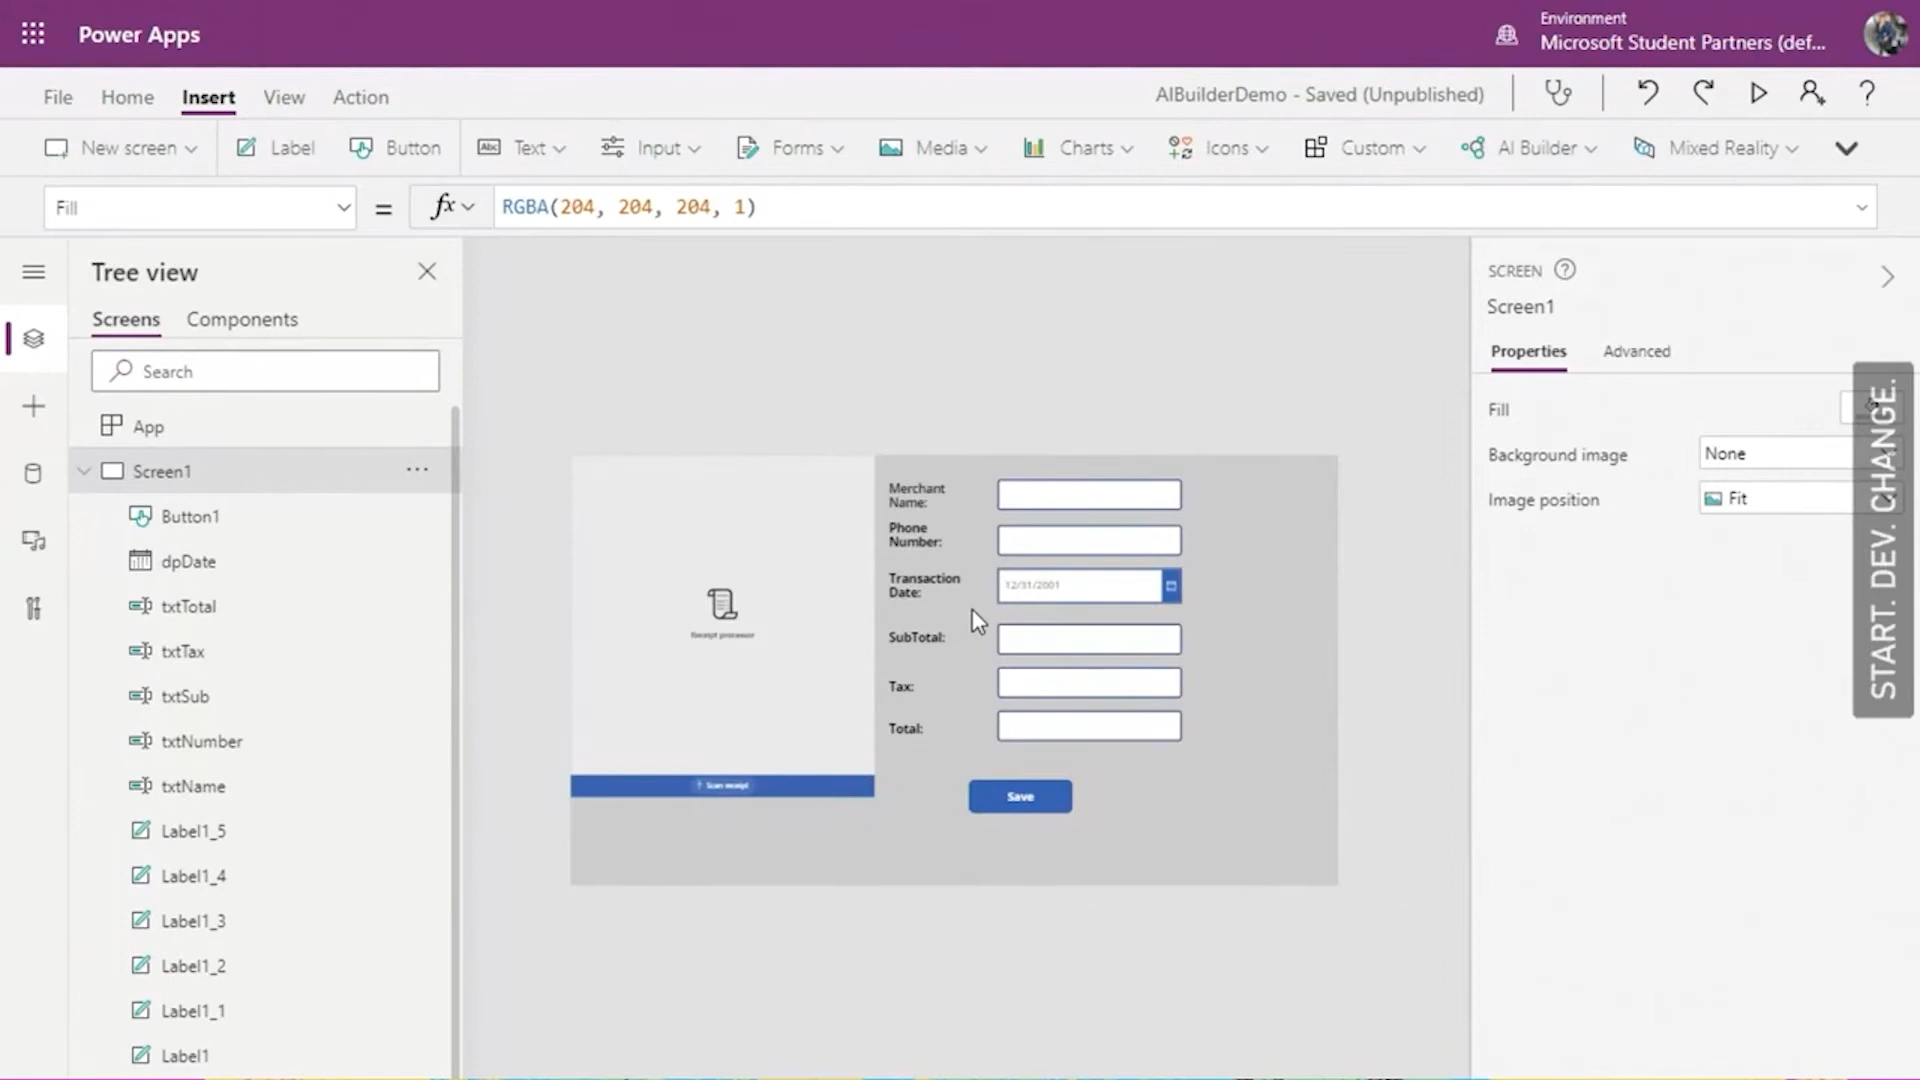 Power Apps
Environment
Microsoft Student Partners (def...
File Home Insert View Action
AIBuilderDemo - Saved (Unpublished)
New screen Label Button Text Input Forms Media Charts Icons Custom AI Builder Mixed Reality
Fill = fx RGBA(204, 204, 204, 1)
Tree view
Screens Components
Search
App
Screen1
Button1
dpDate
txtTotal
txtTax
txtSub
txtNumber
txtName
Label1_5
Label1_4
Label1_3
Label1_2
Label1_1
Label1
Receipt processor
Scan receipt
Merchant
Name:
Phone
Number:
Transaction
Date:
12/31/2001
SubTotal:
Tax:
Total:
Save
SCREEN
Screen1
Properties Advanced
Fill
Background image None
Image position Fit
START. DEV. CHANGE.